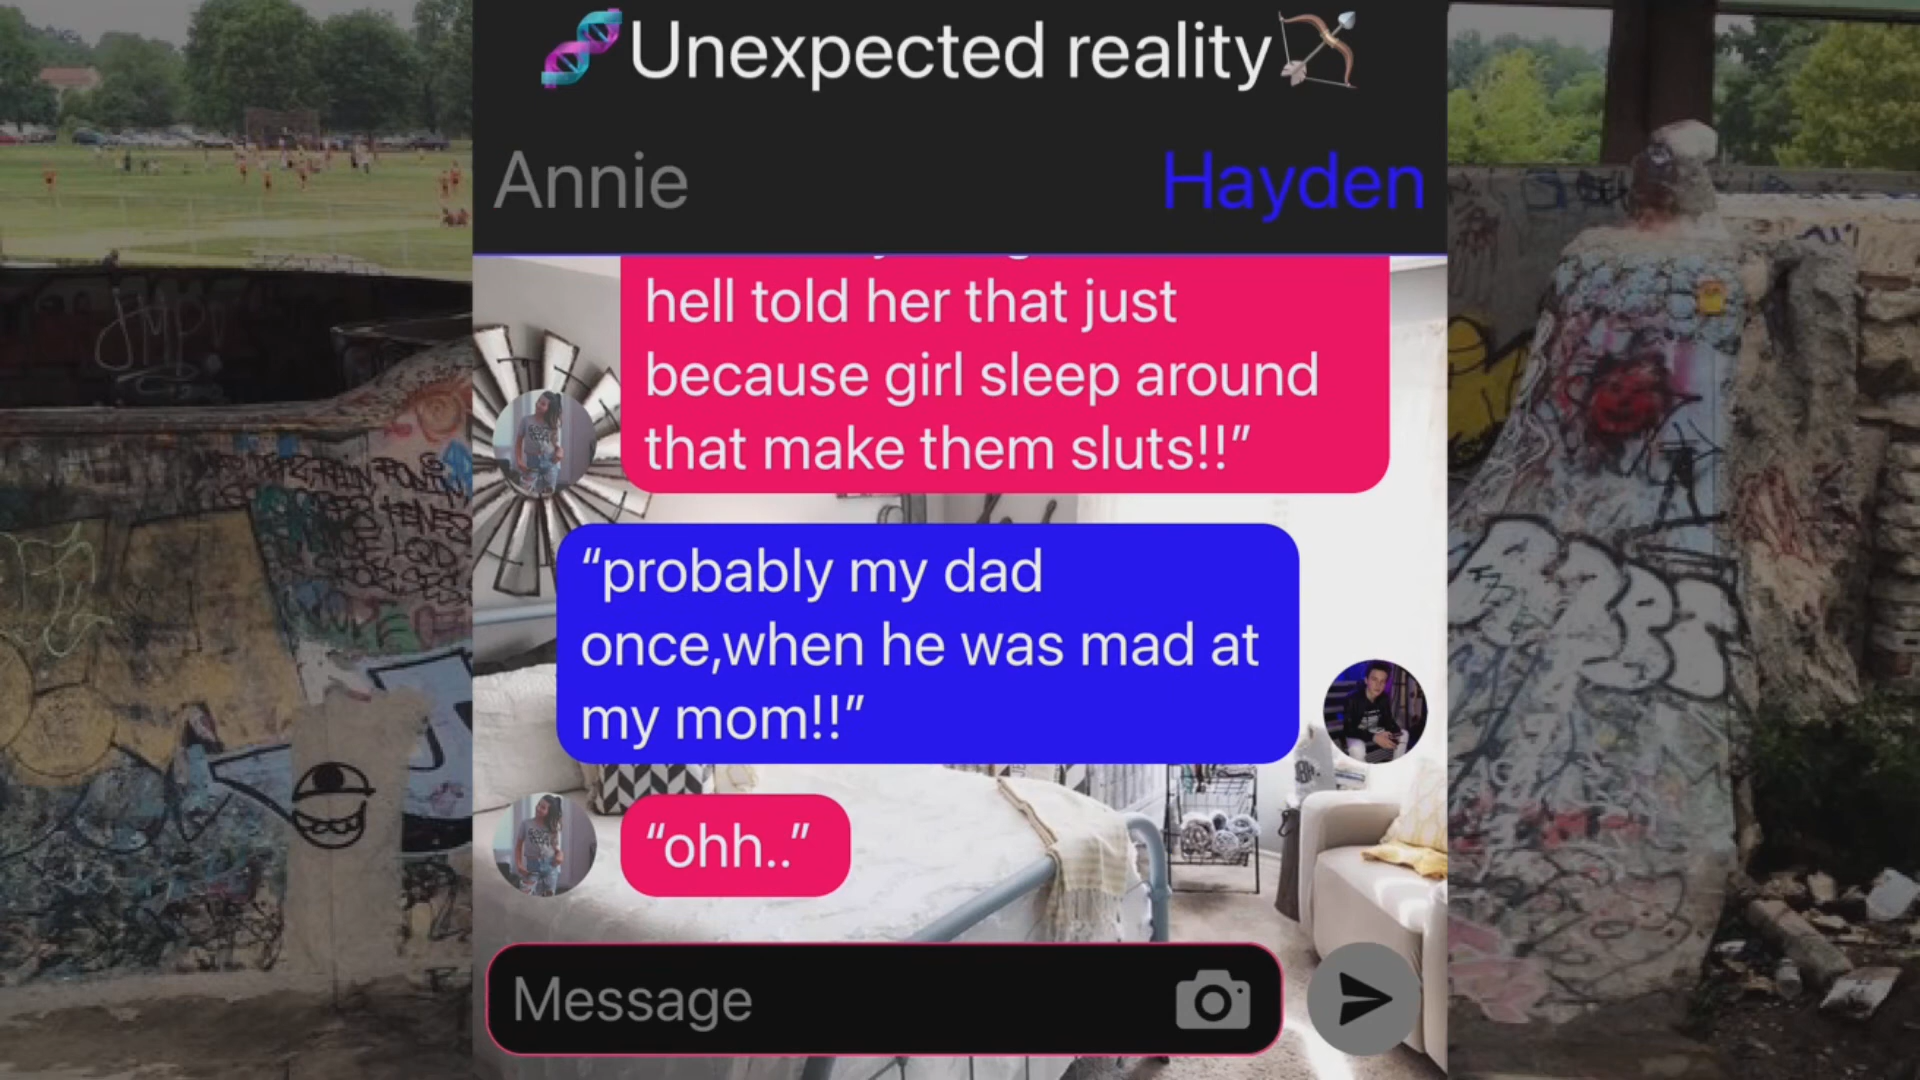 🧬Unexpected reality🏹
Annie
Hayden
hell told her that just
because girl sleep around
that make them sluts!!”
“probably my dad
once,when he was mad at
my mom!!”
“ohh..”
Message